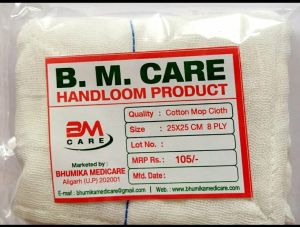 B. M. CARE
HANDLOOM PRODUCT
BM
CARE
Marketed by :
BHUMIKA MEDICARE
Aligarh (U.P) 202001
Quality : Cotton Mop Cloth
Size : 25X25 CM 8 PLY
Lot No. :
MRP Rs.: 105/-
Mfd. Date:
E-mail : bhumikamedicare@gmail.com | Web : www.bhumikamedicare.com